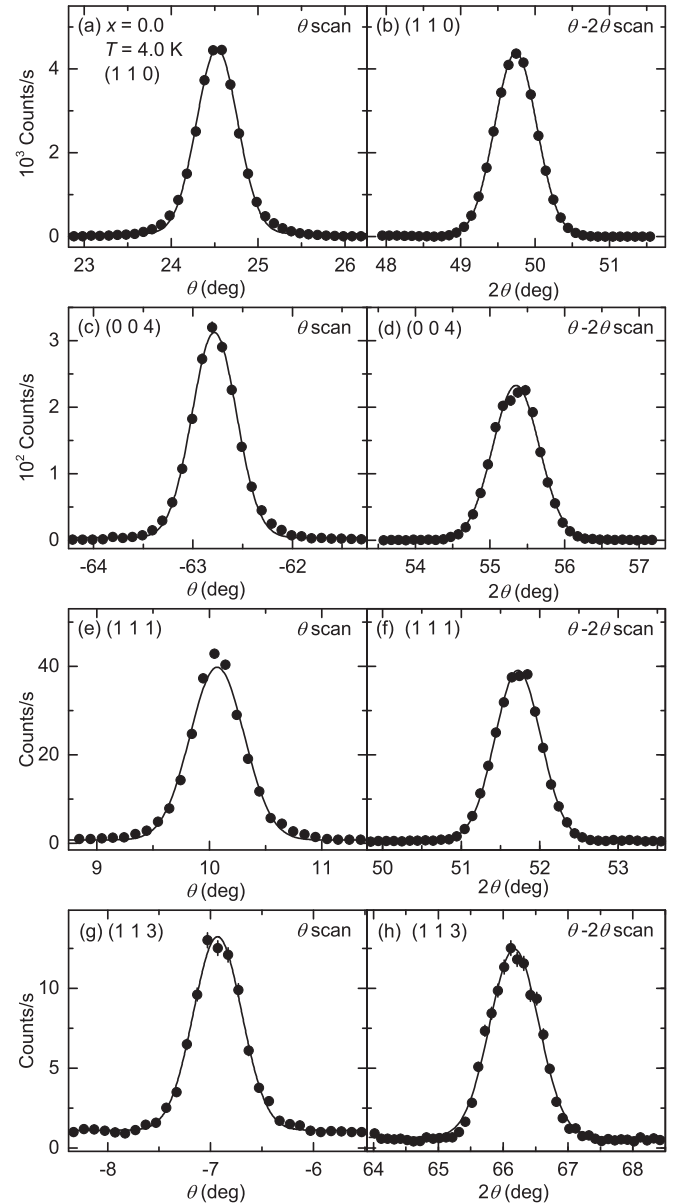 (a) x = 0.0 θ scan
T = 4.0 K
(1 1 0)
(b) (1 1 0) θ -2θ scan
10³ Counts/s
4
2
0
23 24 25 26
θ (deg)
48 49 50 51
2θ (deg)
(c) (0 0 4) θ scan
(d) (0 0 4) θ -2θ scan
10² Counts/s
3
2
1
0
-64 -63 -62
θ (deg)
54 55 56 57
2θ (deg)
(e) (1 1 1) θ scan
(f) (1 1 1) θ -2θ scan
Counts/s
40
20
0
9 10 11
θ (deg)
50 51 52 53
2θ (deg)
(g) (1 1 3) θ scan
(h) (1 1 3) θ -2θ scan
Counts/s
10
5
0
-8 -7 -6
θ (deg)
64 65 66 67 68
2θ (deg)